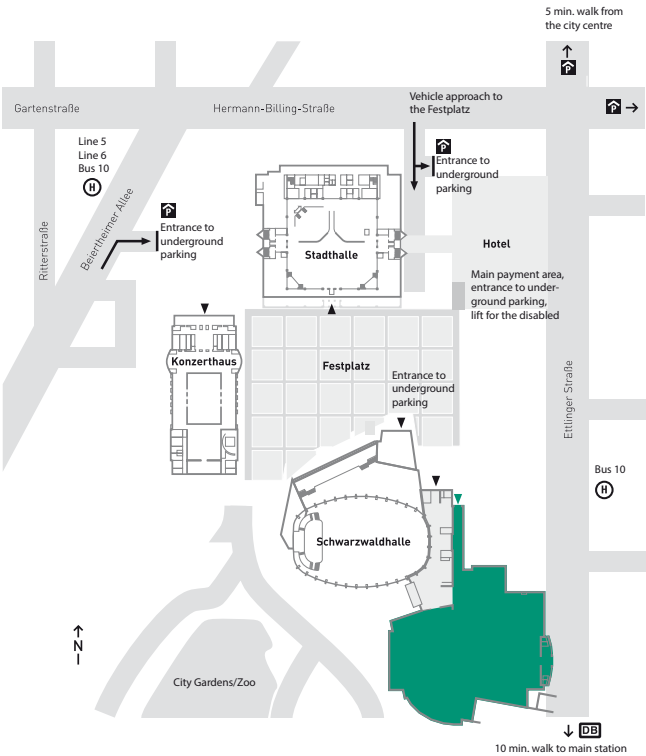 5 min. walk from
the city centre
P
Gartenstraße
Hermann-Billing-Straße
Vehicle approach to
the Festplatz
P
Line 5
Line 6
Bus 10
H
P
Entrance to
underground
parking
P
Entrance to
underground
parking
Ritterstraße
Beiertheimer Allee
Stadthalle
Hotel
Main payment area,
entrance to under-
ground parking,
lift for the disabled
Konzerthaus
Festplatz
Entrance to
underground
parking
Ettlinger Straße
Bus 10
H
Schwarzwaldhalle
N
City Gardens/Zoo
DB
10 min. walk to main station